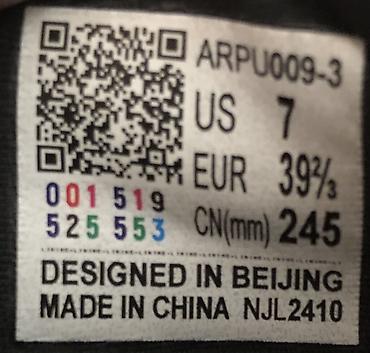 ARPU009-3
US 7
EUR 39⅔
CN(mm) 245
001 519
525 553
DESIGNED IN BEIJING
MADE IN CHINA NJL2410